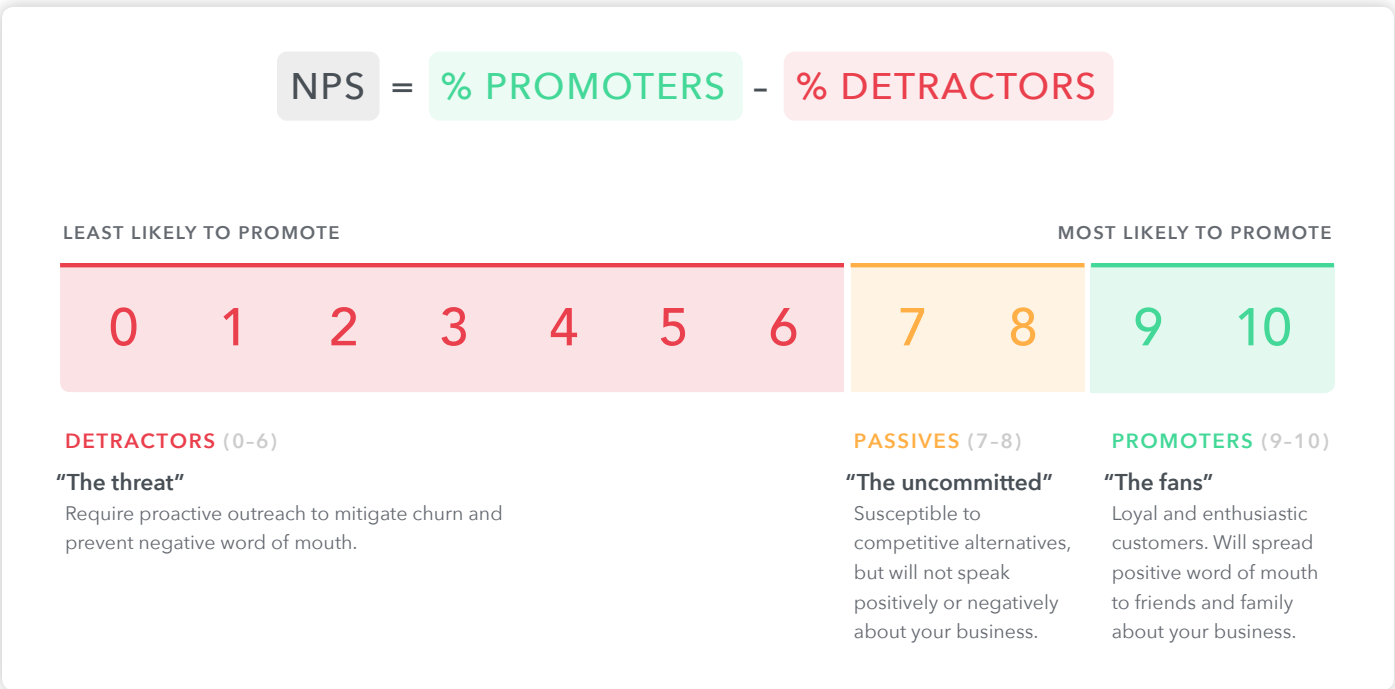 NPS = % PROMOTERS – % DETRACTORS
LEAST LIKELY TO PROMOTE
MOST LIKELY TO PROMOTE
0 1 2 3 4 5 6 7 8 9 10
DETRACTORS (0–6)
“The threat”
Require proactive outreach to mitigate churn and
prevent negative word of mouth.
PASSIVES (7–8)
“The uncommitted”
Susceptible to
competitive alternatives,
but will not speak
positively or negatively
about your business.
PROMOTERS (9–10)
“The fans”
Loyal and enthusiastic
customers. Will spread
positive word of mouth
to friends and family
about your business.